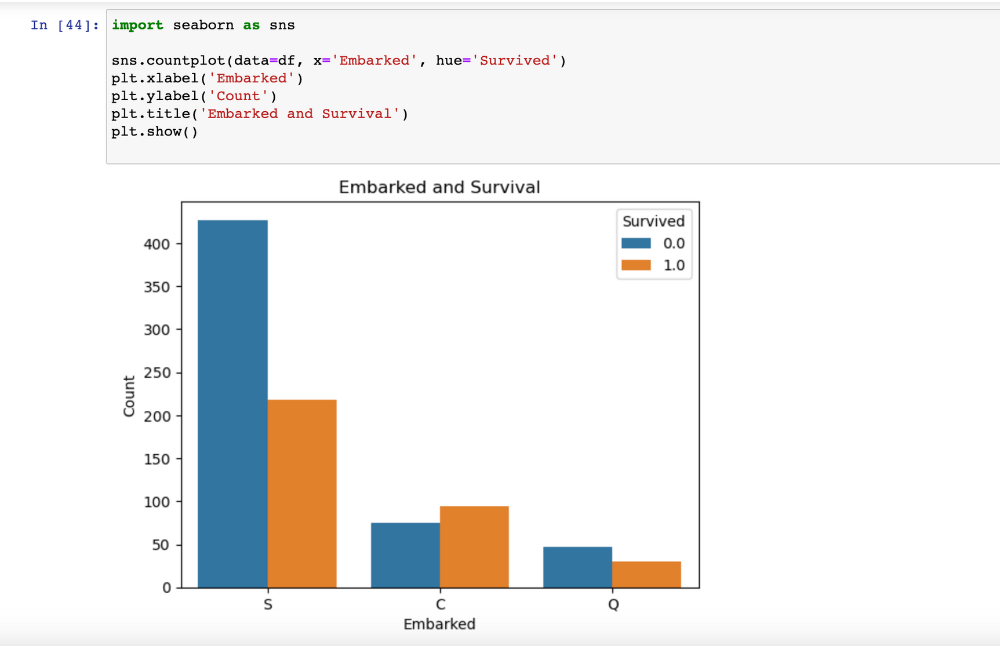 In [44]: import seaborn as sns
sns.countplot(data=df, x='Embarked', hue='Survived')
plt.xlabel('Embarked')
plt.ylabel('Count')
plt.title('Embarked and Survival')
plt.show()
Embarked and Survival
Survived
0.0
1.0
400
350
300
250
200
150
100
50
0
Count
S C Q
Embarked